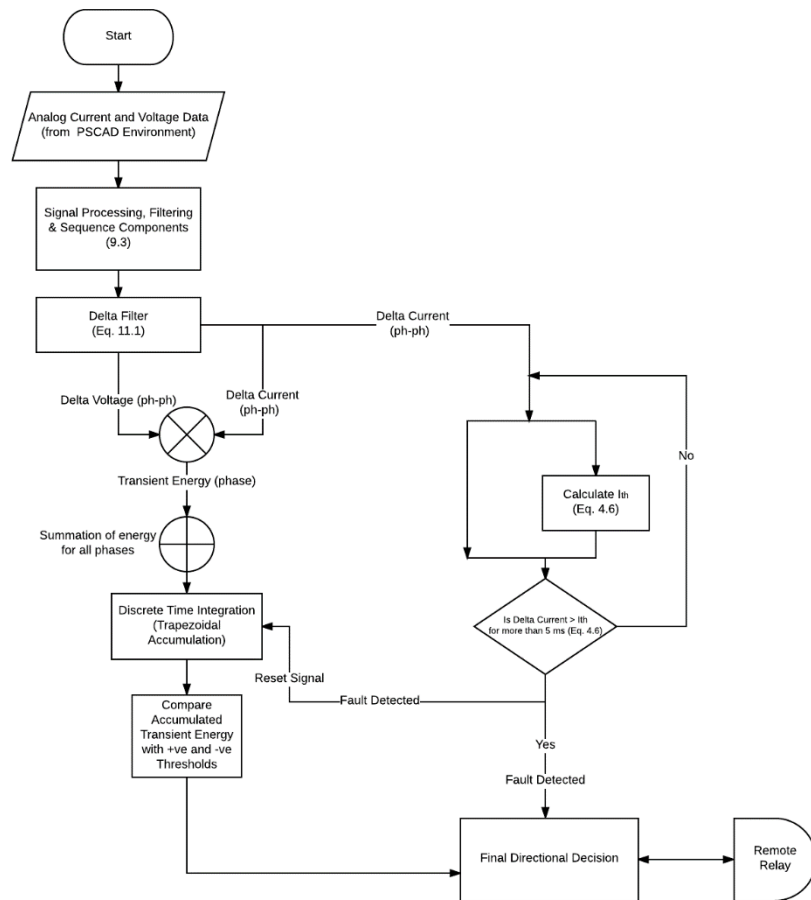 Start
Analog Current and Voltage Data
(from PSCAD Environment)
Signal Processing, Filtering
& Sequence Components
(9.3)
Delta Filter
(Eq. 11.1)
Delta Current
(ph-ph)
Delta Voltage (ph-ph)
Delta Current
(ph-ph)
No
Transient Energy (phase)
Calculate Ith
(Eq. 4.6)
Summation of energy
for all phases
Discrete Time Integration
(Trapezoidal
Accumulation)
Is Delta Current > Ith
for more than 5 ms (Eq. 4.6)
Reset Signal
Fault Detected
Compare
Accumulated
Transient Energy
with +ve and -ve
Thresholds
Yes
Fault Detected
Final Directional Decision
Remote
Relay